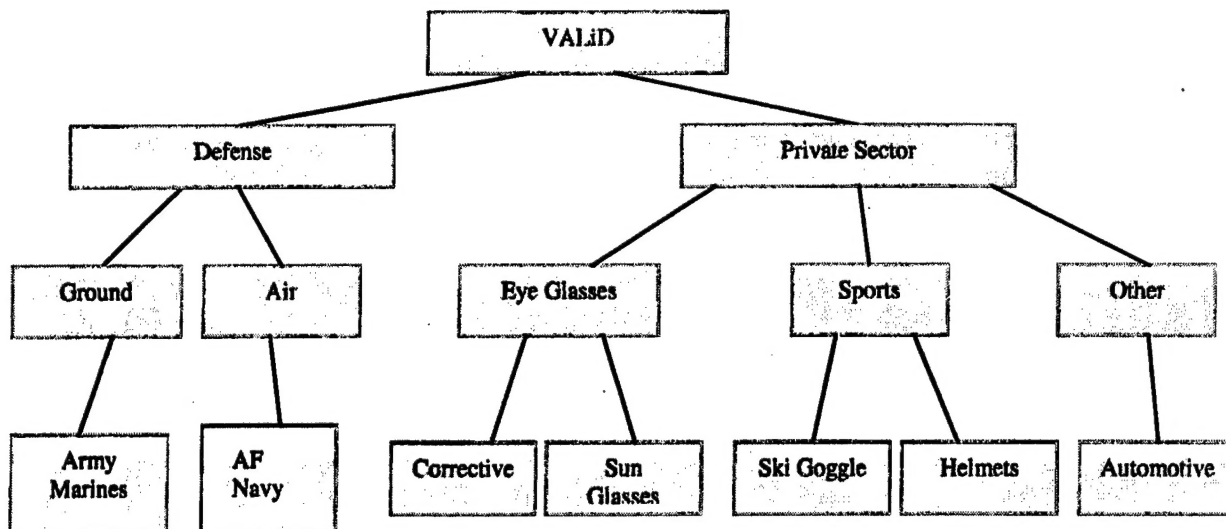 VALiD
Defense
Private Sector
Ground
Air
Eye Glasses
Sports
Other
Army
Marines
AF
Navy
Corrective
Sun
Glasses
Ski Goggle
Helmets
Automotive